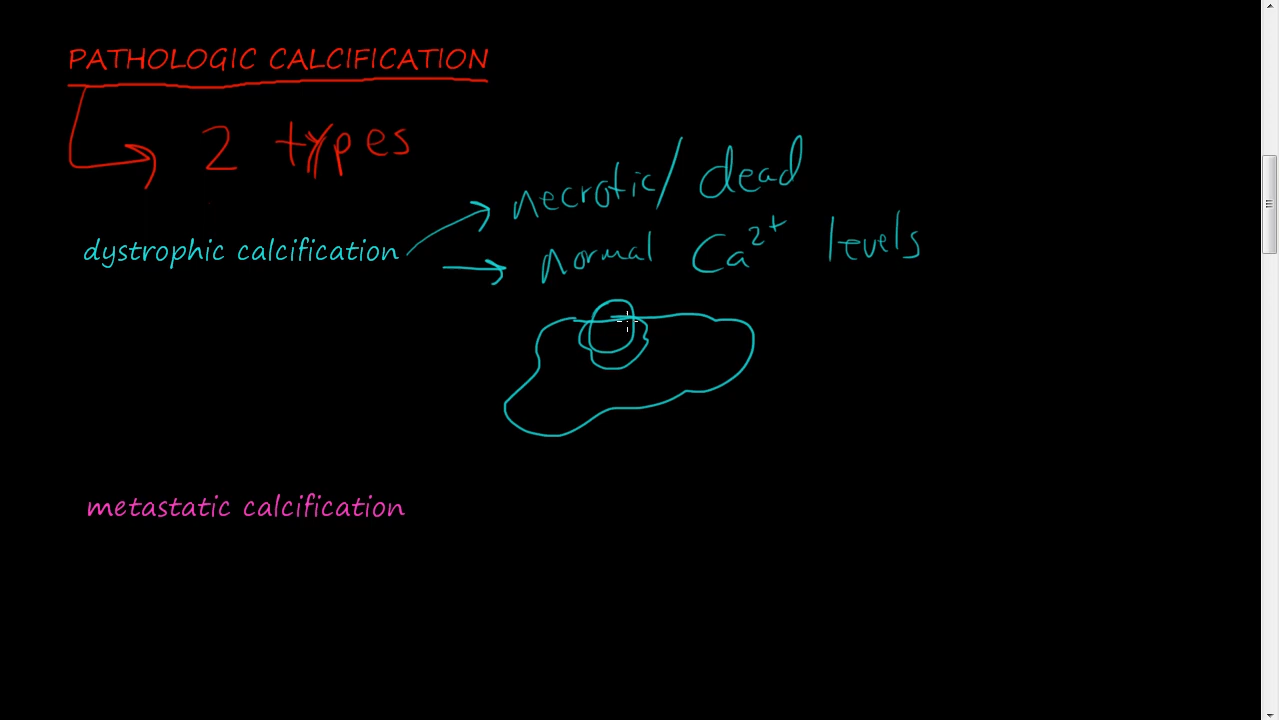 PATHOLOGIC CALCIFICATION
2 types
necrotic/dead
dystrophic calcification
normal Ca²⁺ levels
metastatic calcification